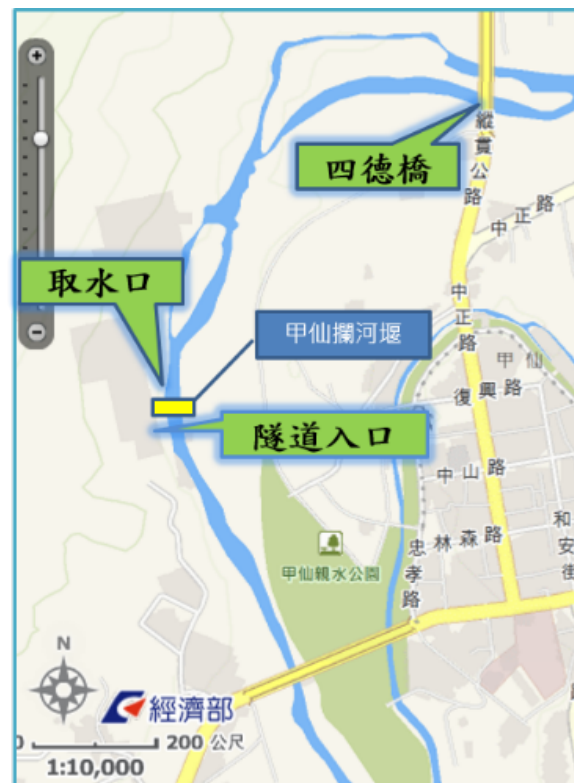 四德橋
縱貫公路
中正路
取水口
中正路
甲仙攔河堰
甲仙
復興路
隧道入口
中山路
和安街
林森路
忠孝路
甲仙親水公園
N
經濟部
0 200 公尺
1:10,000